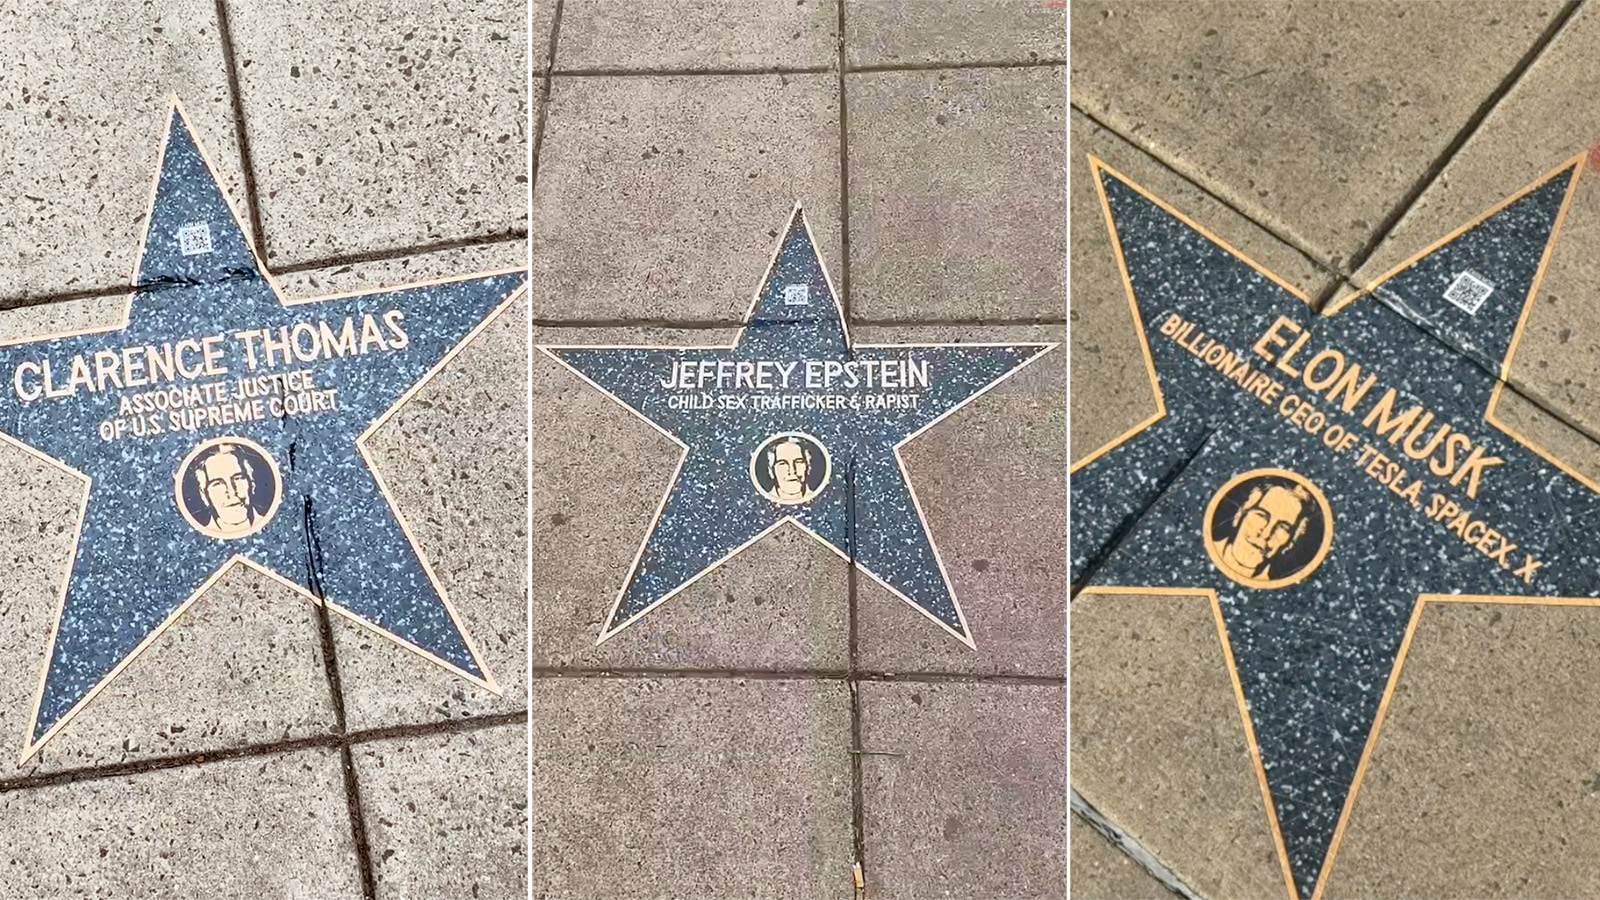 CLARENCE THOMAS
ASSOCIATE JUSTICE
OF U.S. SUPREME COURT
JEFFREY EPSTEIN
CHILD SEX TRAFFICKER & RAPIST
ELON MUSK
BILLIONAIRE CEO OF TESLA, SPACEX, X